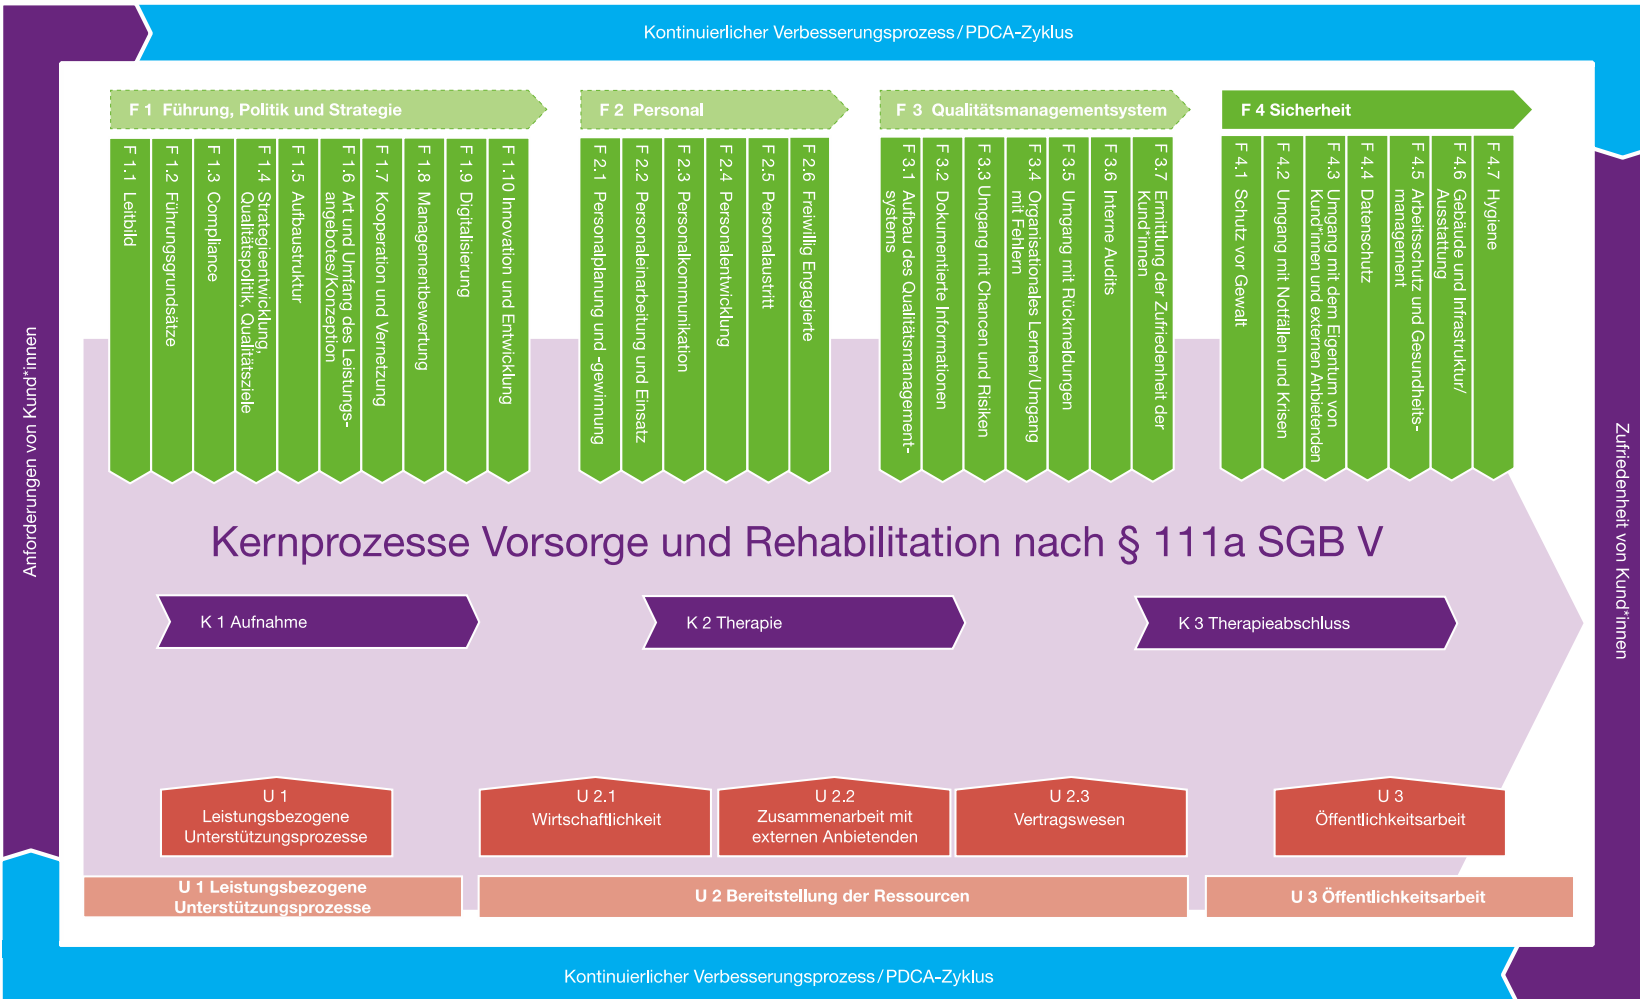 Kontinuierlicher Verbesserungsprozess/PDCA-Zyklus
Anforderungen von Kund*innen
F 1 Führung, Politik und Strategie
F 1.1 Leitbild
F 1.2 Führungsgrundsätze
F 1.3 Compliance
F 1.4 Strategieentwicklung,
Qualitätspolitik, Qualitätsziele
F 1.5 Aufbaustruktur
F 1.6 Art und Umfang des Leistungs-
angebotes/Konzeption
F 1.7 Kooperation und Vernetzung
F 1.8 Managementbewertung
F 1.9 Digitalisierung
F 1.10 Innovation und Entwicklung
F 2 Personal
F 2.1 Personalplanung und -gewinnung
F 2.2 Personaleinarbeitung und Einsatz
F 2.3 Personalkommunikation
F 2.4 Personalentwicklung
F 2.5 Personalaustritt
F 2.6 Freiwillig Engagierte
F 3 Qualitätsmanagementsystem
F 3.1 Aufbau des Qualitätsmanagement-
systems
F 3.2 Dokumentierte Informationen
F 3.3 Umgang mit Chancen und Risiken
F 3.4 Organisationales Lernen/Umgang
mit Fehlern
F 3.5 Umgang mit Rückmeldungen
F 3.6 Interne Audits
F 3.7 Ermittlung der Zufriedenheit der
Kund*innen
F 4 Sicherheit
F 4.1 Schutz vor Gewalt
F 4.2 Umgang mit Notfällen und Krisen
F 4.3 Umgang mit dem Eigentum von
Kund*innen und externen Anbietenden
F 4.4 Datenschutz
F 4.5 Arbeitsschutz und Gesundheits-
management
F 4.6 Gebäude und Infrastruktur/
Ausstattung
F 4.7 Hygiene
Kernprozesse Vorsorge und Rehabilitation nach § 111a SGB V
K 1 Aufnahme
K 2 Therapie
K 3 Therapieabschluss
U 1
Leistungsbezogene
Unterstützungsprozesse
U 2.1
Wirtschaftlichkeit
U 2.2
Zusammenarbeit mit
externen Anbietenden
U 2.3
Vertragswesen
U 3
Öffentlichkeitsarbeit
U 1 Leistungsbezogene
Unterstützungsprozesse
U 2 Bereitstellung der Ressourcen
U 3 Öffentlichkeitsarbeit
Zufriedenheit von Kund*innen
Kontinuierlicher Verbesserungsprozess/PDCA-Zyklus